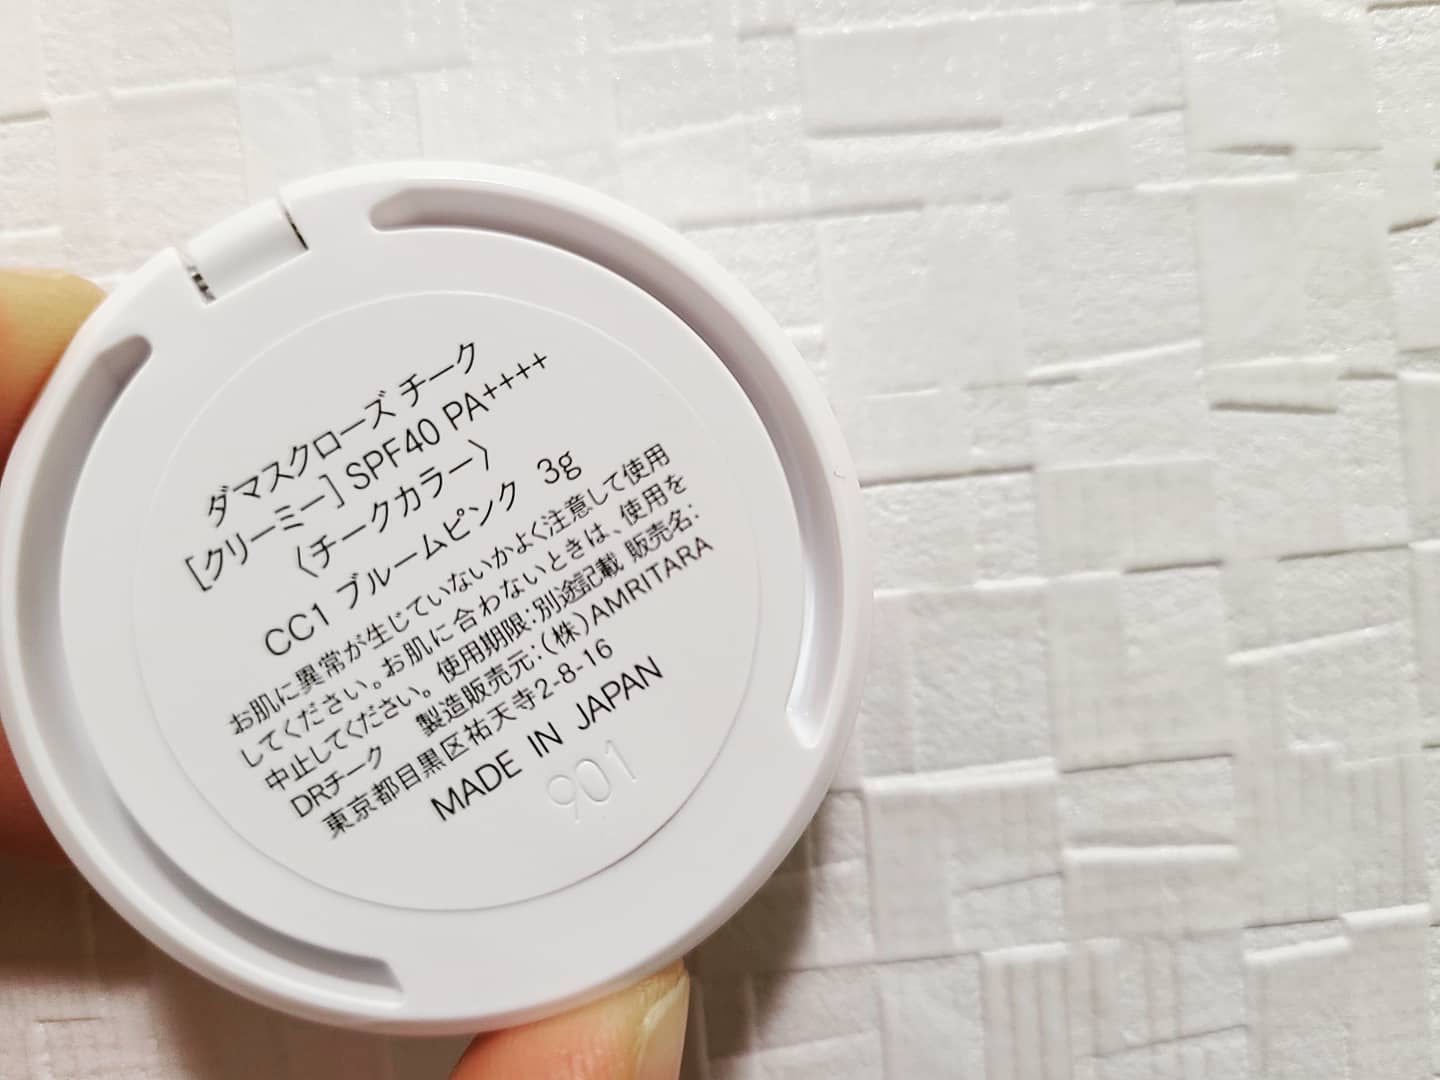 ダマスクローズ チーク
[クリーミー] SPF40 PA++++
〈チークカラー〉
CC1 ブルームピンク 3g
お肌に異常が生じていないかよく注意して使用
してください。お肌に合わないときは、使用を
中止してください。使用期限:別途記載 販売名:
DRチーク 製造販売元:(株)AMRITARA
東京都目黒区祐天寺2-8-16
MADE IN JAPAN
901